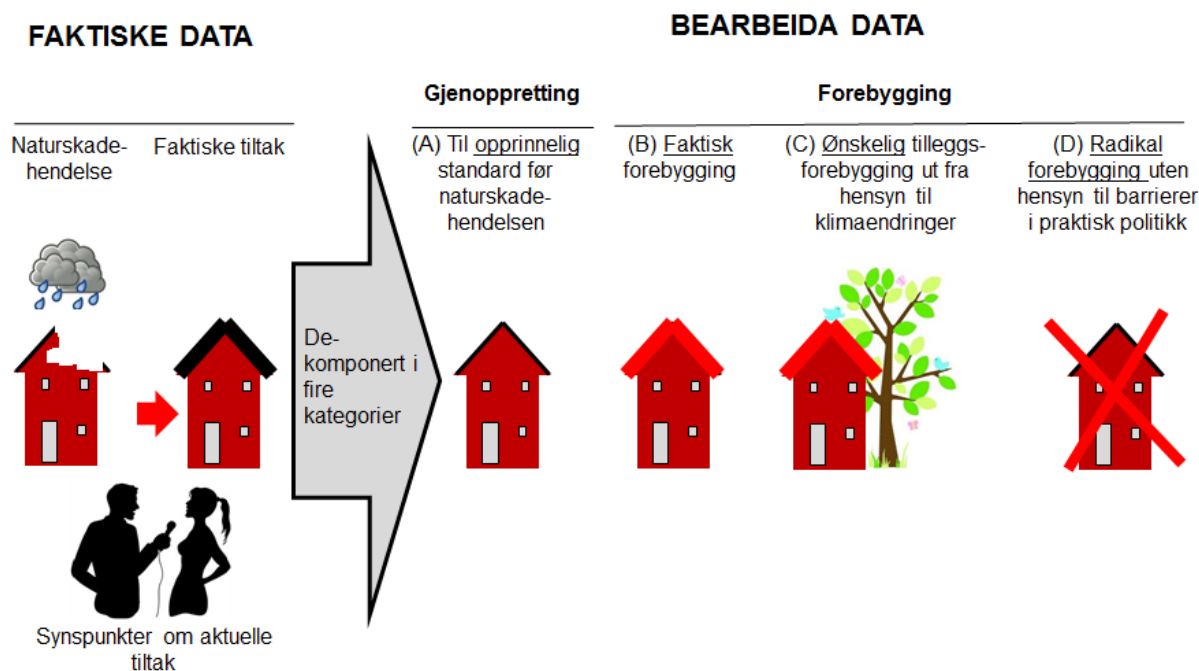 FAKTISKE DATA
BEARBEIDA DATA
Gjenoppretting
Forebygging
Naturskade-
hendelse
Faktiske tiltak
(A) Til opprinnelig
standard før
naturskade-
hendelsen
(B) Faktisk
forebygging
(C) Ønskelig tilleggs-
forebygging ut fra
hensyn til
klimaendringer
(D) Radikal
forebygging uten
hensyn til barrierer
i praktisk politikk
De-
komponert i
fire
kategorier
Synspunkter om aktuelle
tiltak